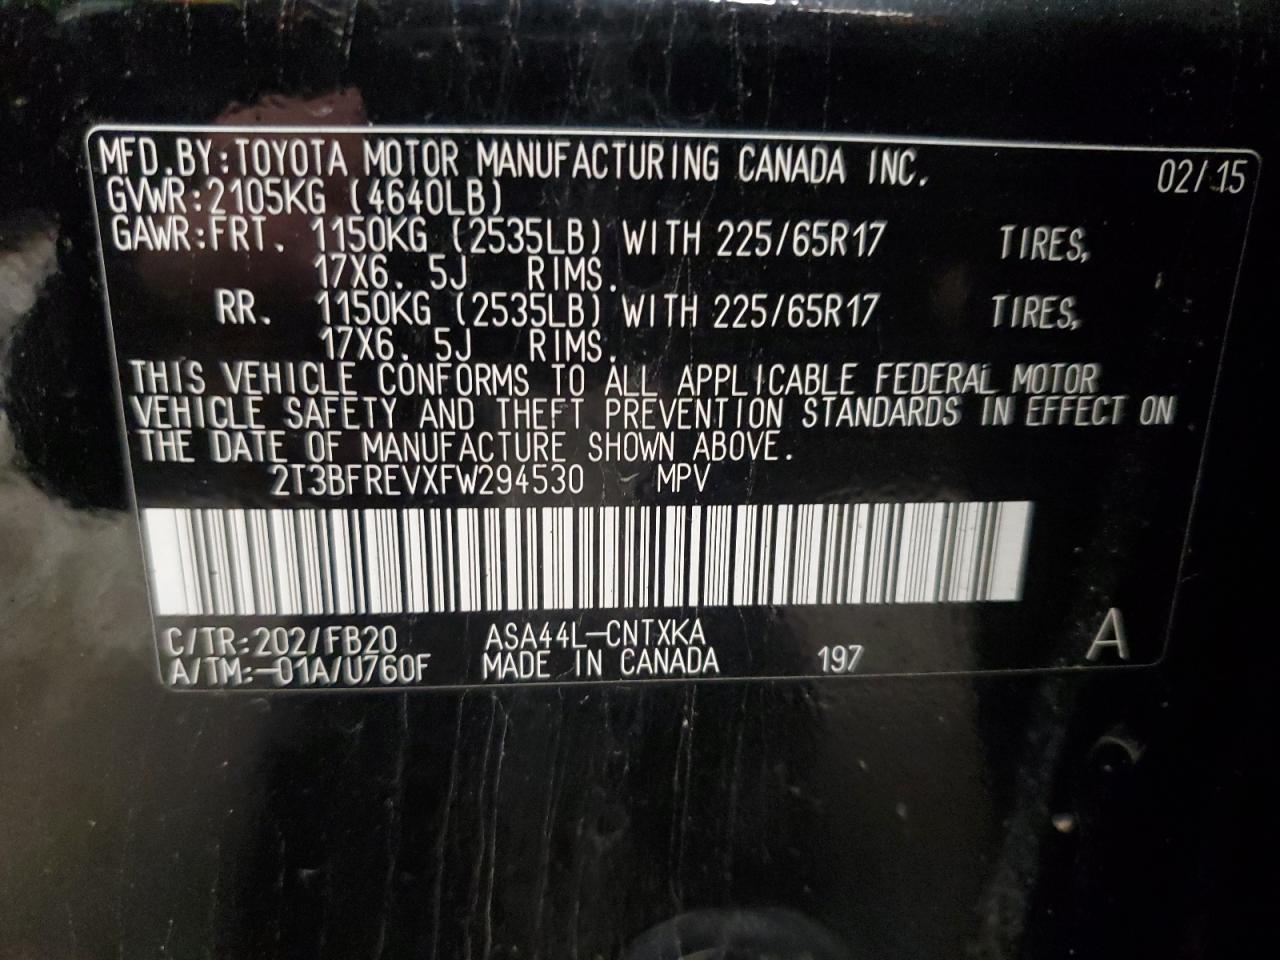 MFD.BY:TOYOTA MOTOR MANUFACTURING CANADA INC. 02/15
GVWR:2105KG (4640LB)
GAWR:FRT. 1150KG (2535LB) WITH 225/65R17 TIRES,
17X6.5J RIMS.
RR. 1150KG (2535LB) WITH 225/65R17 TIRES,
17X6.5J RIMS.
THIS VEHICLE CONFORMS TO ALL APPLICABLE FEDERAL MOTOR
VEHICLE SAFETY AND THEFT PREVENTION STANDARDS IN EFFECT ON
THE DATE OF MANUFACTURE SHOWN ABOVE.
2T3BFREVXFW294530 MPV
C/TR:202/FB20 ASA44L-CNTXKA
A/TM:-01A/U760F MADE IN CANADA 197 A